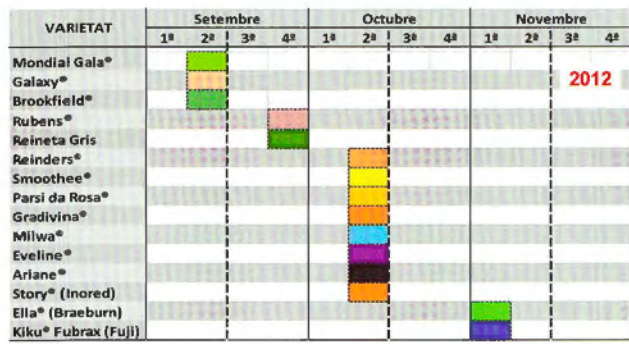 VARIETAT Setembre Octubre Novembre
1ª 2ª 3ª 4ª 1ª 2ª 3ª 4ª 1ª 2ª 3ª 4ª
Mondial Gala®
Galaxy® 2012
Brookfield®
Rubens®
Reineta Gris
Reinders®
Smoothee®
Parsi da Rosa®
Gradivina®
Milwa®
Eveline®
Ariane®
Story® (Inored)
Ella® (Braeburn)
Kiku® Fubrax (Fuji)